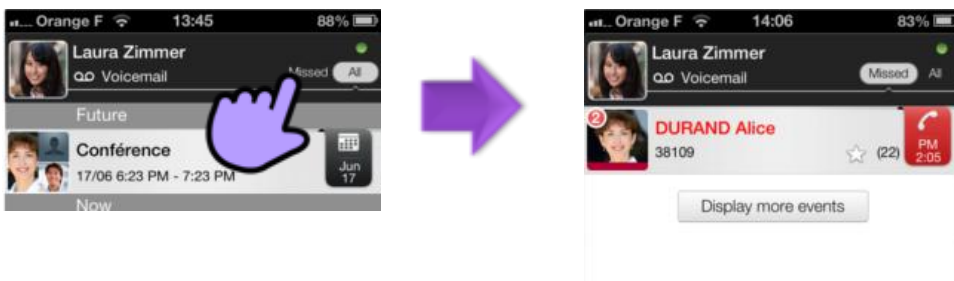 Orange F 13:45 88%
Laura Zimmer
Voicemail
Missed All
Future
Conférence
17/06 6:23 PM - 7:23 PM
Jun
17
Now
Orange F 14:06 83%
Laura Zimmer
Voicemail
Missed All
2
DURAND Alice
38109
(22)
PM
2:05
Display more events